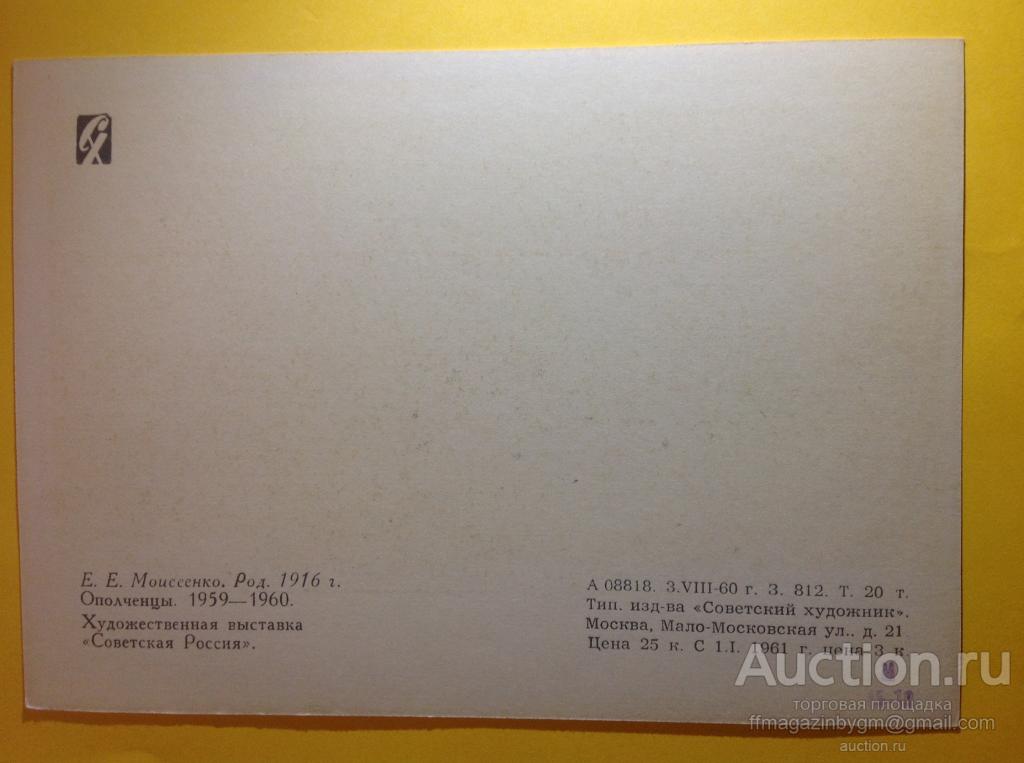 СХ
Е. Е. Моиссенко. Род. 1916 г.
Ополченцы. 1959—1960.
Художественная выставка
«Советская Россия».
А 08818. 3.VIII-60 г. З. 812. Т. 20 т.
Тип. изд-ва «Советский художник».
Москва, Мало-Московская ул.. д. 21
Цена 25 к. С 1.I. 1961 г. цена 3 к.
Auction.ru
торговая площадка
ffmagazinbygm@gmail.com
auction.ru